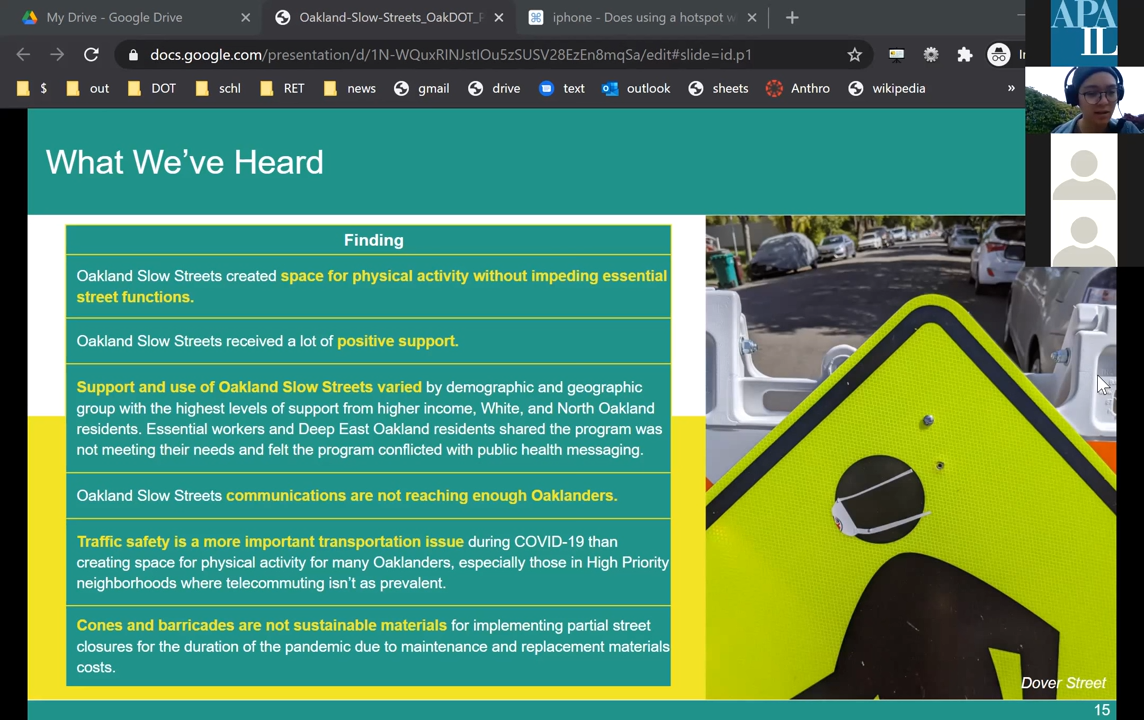 My Drive - Google Drive
Oakland-Slow-Streets_OakDOT_P
iphone - Does using a hotspot w
docs.google.com/presentation/d/1N-WQuxRINJstIOu5zSUSV28EzEn8mqSa/edit#slide=id.p1
$ out DOT schl RET news gmail drive text outlook sheets Anthro wikipedia »
APA
IL
What We've Heard
Finding
Oakland Slow Streets created space for physical activity without impeding essential
street functions.
Oakland Slow Streets received a lot of positive support.
Support and use of Oakland Slow Streets varied by demographic and geographic
group with the highest levels of support from higher income, White, and North Oakland
residents. Essential workers and Deep East Oakland residents shared the program was
not meeting their needs and felt the program conflicted with public health messaging.
Oakland Slow Streets communications are not reaching enough Oaklanders.
Traffic safety is a more important transportation issue during COVID-19 than
creating space for physical activity for many Oaklanders, especially those in High Priority
neighborhoods where telecommuting isn't as prevalent.
Cones and barricades are not sustainable materials for implementing partial street
closures for the duration of the pandemic due to maintenance and replacement materials
costs.
Dover Street
15